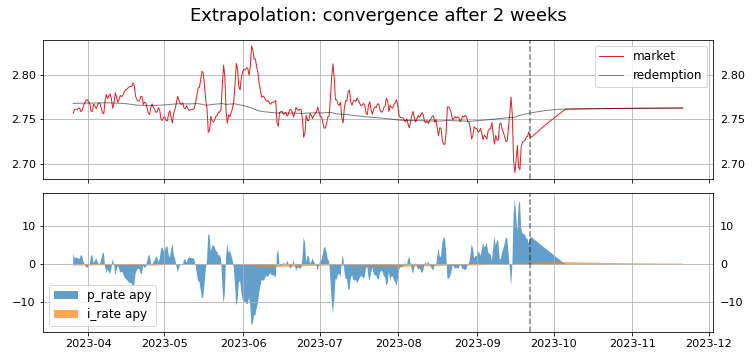 Extrapolation: convergence after 2 weeks
2.80
2.75
2.70
2.80
2.75
2.70
market
redemption
10
0
−10
10
0
−10
p_rate apy
i_rate apy
2023-04 2023-05 2023-06 2023-07 2023-08 2023-09 2023-10 2023-11 2023-12